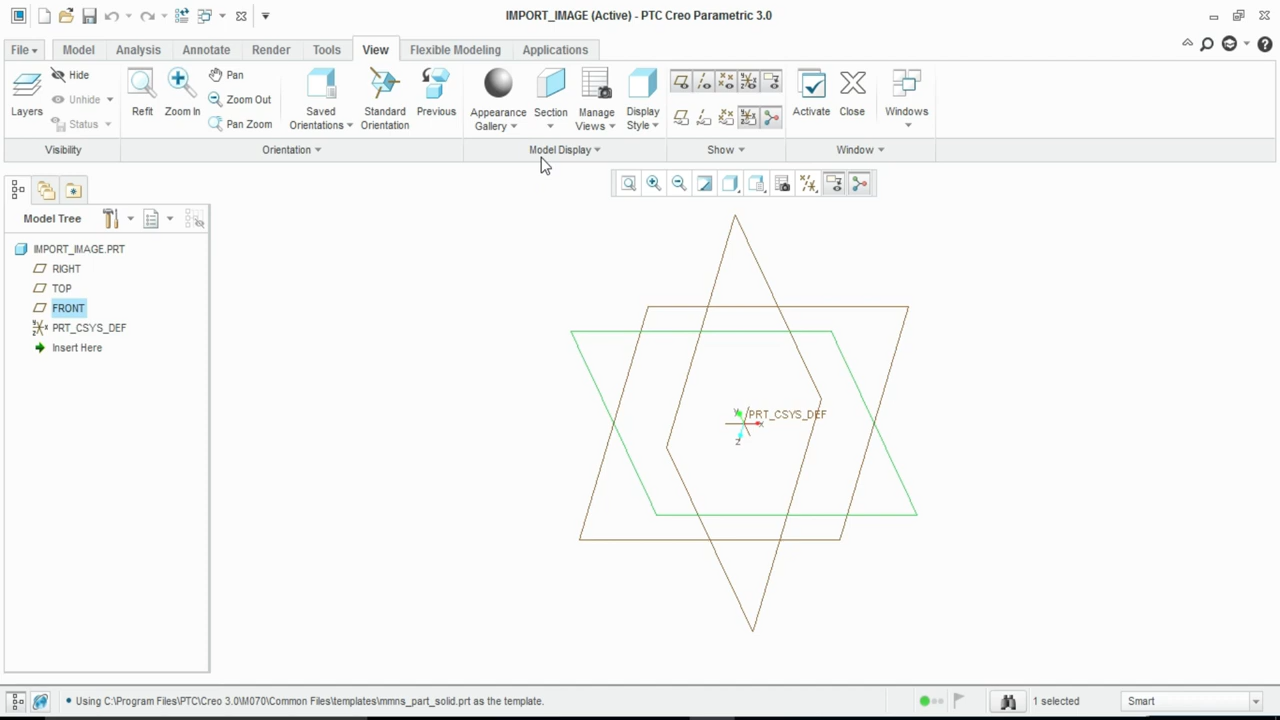 IMPORT_IMAGE (Active) - PTC Creo Parametric 3.0
File Model Analysis Annotate Render Tools View Flexible Modeling Applications
Layers
Hide
Unhide
Status
Visibility
Refit
Zoom In
Pan
Zoom Out
Pan Zoom
Saved
Orientations
Standard
Orientation
Previous
Orientation
Appearance
Gallery
Section
Manage
Views
Display
Style
Model Display
Show
Activate
Close
Windows
Window
Model Tree
IMPORT_IMAGE.PRT
RIGHT
TOP
FRONT
PRT_CSYS_DEF
Insert Here
PRT_CSYS_DEF
Y
X
Z
Using C:\Program Files\PTC\Creo 3.0\M070\Common Files\templates\mmns_part_solid.prt as the template.
1 selected
Smart